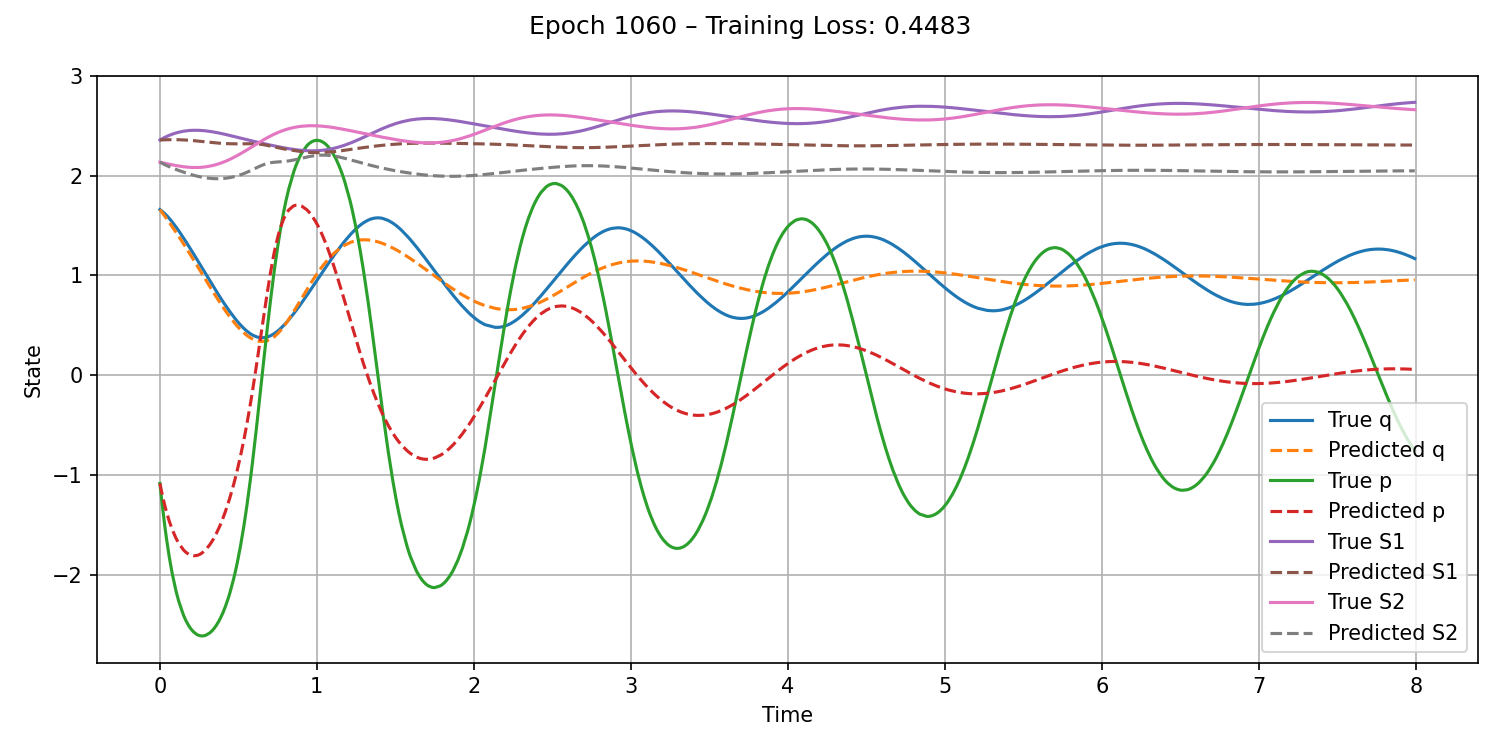 Epoch 1060 – Training Loss: 0.4483
3
2
1
0
−1
−2
State
0 1 2 3 4 5 6 7 8
Time
True q
Predicted q
True p
Predicted p
True S1
Predicted S1
True S2
Predicted S2